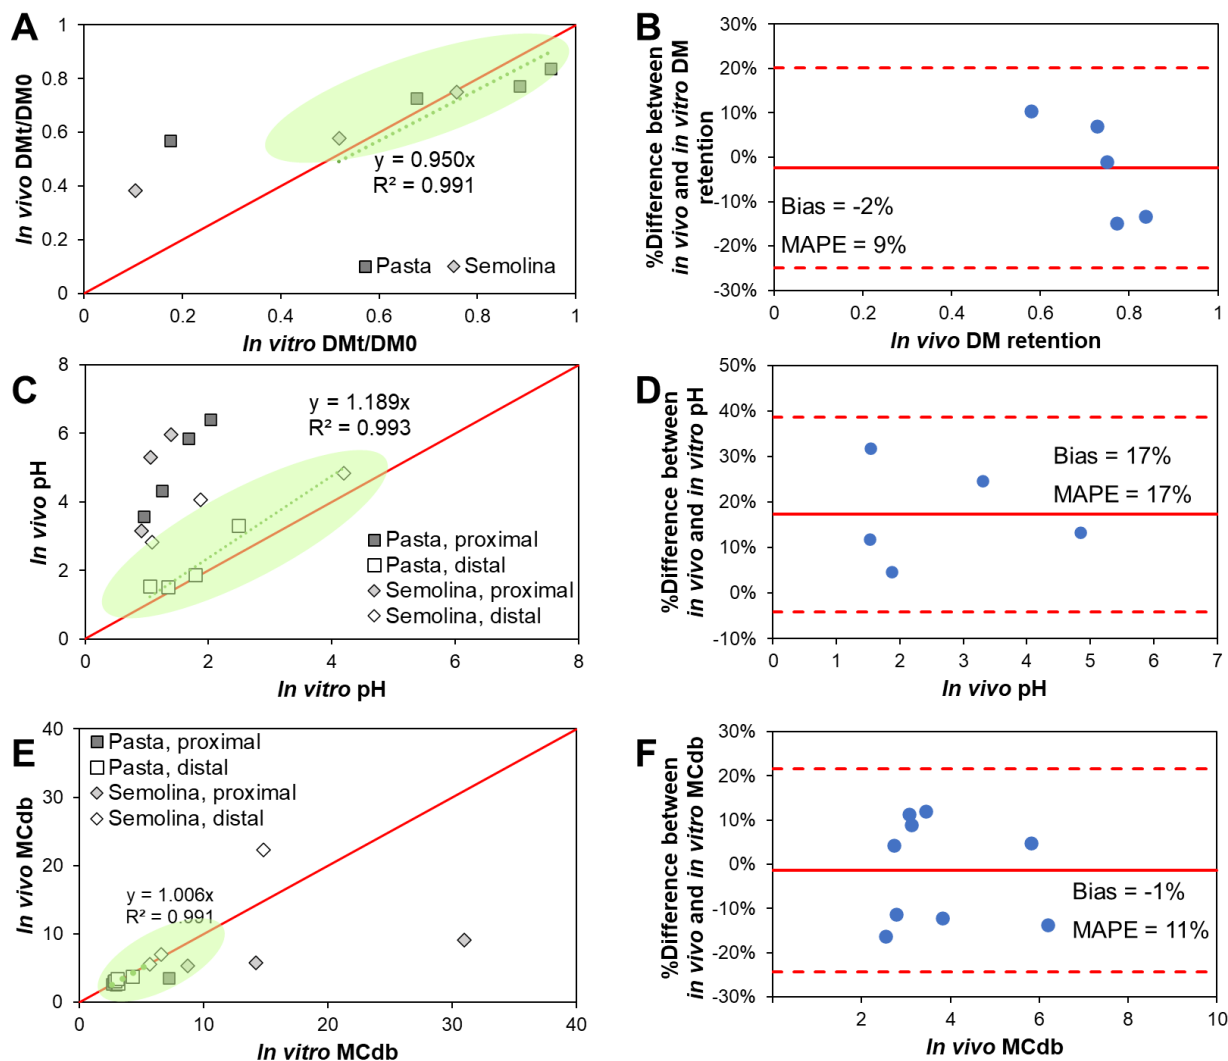 A
In vivo DMt/DM0
1
0.8
0.6
0.4
0.2
0
y = 0.950x
R² = 0.991
Pasta
Semolina
0
0.2
0.4
0.6
0.8
1
In vitro DMt/DM0
B
%Difference between
in vivo and in vitro DM
retention
30%
20%
10%
0%
-10%
-20%
-30%
Bias = -2%
MAPE = 9%
0
0.2
0.4
0.6
0.8
1
In vivo DM retention
C
In vivo pH
8
6
4
2
0
y = 1.189x
R² = 0.993
Pasta, proximal
Pasta, distal
Semolina, proximal
Semolina, distal
0
2
4
6
8
In vitro pH
D
%Difference between
in vivo and in vitro pH
50%
40%
30%
20%
10%
0%
-10%
Bias = 17%
MAPE = 17%
0
1
2
3
4
5
6
7
In vivo pH
E
In vivo MCdb
40
30
20
10
0
Pasta, proximal
Pasta, distal
Semolina, proximal
Semolina, distal
y = 1.006x
R² = 0.991
0
10
20
30
40
In vitro MCdb
F
%Difference between
in vivo and in vitro MCdb
30%
20%
10%
0%
-10%
-20%
-30%
Bias = -1%
MAPE = 11%
2
4
6
8
10
In vivo MCdb